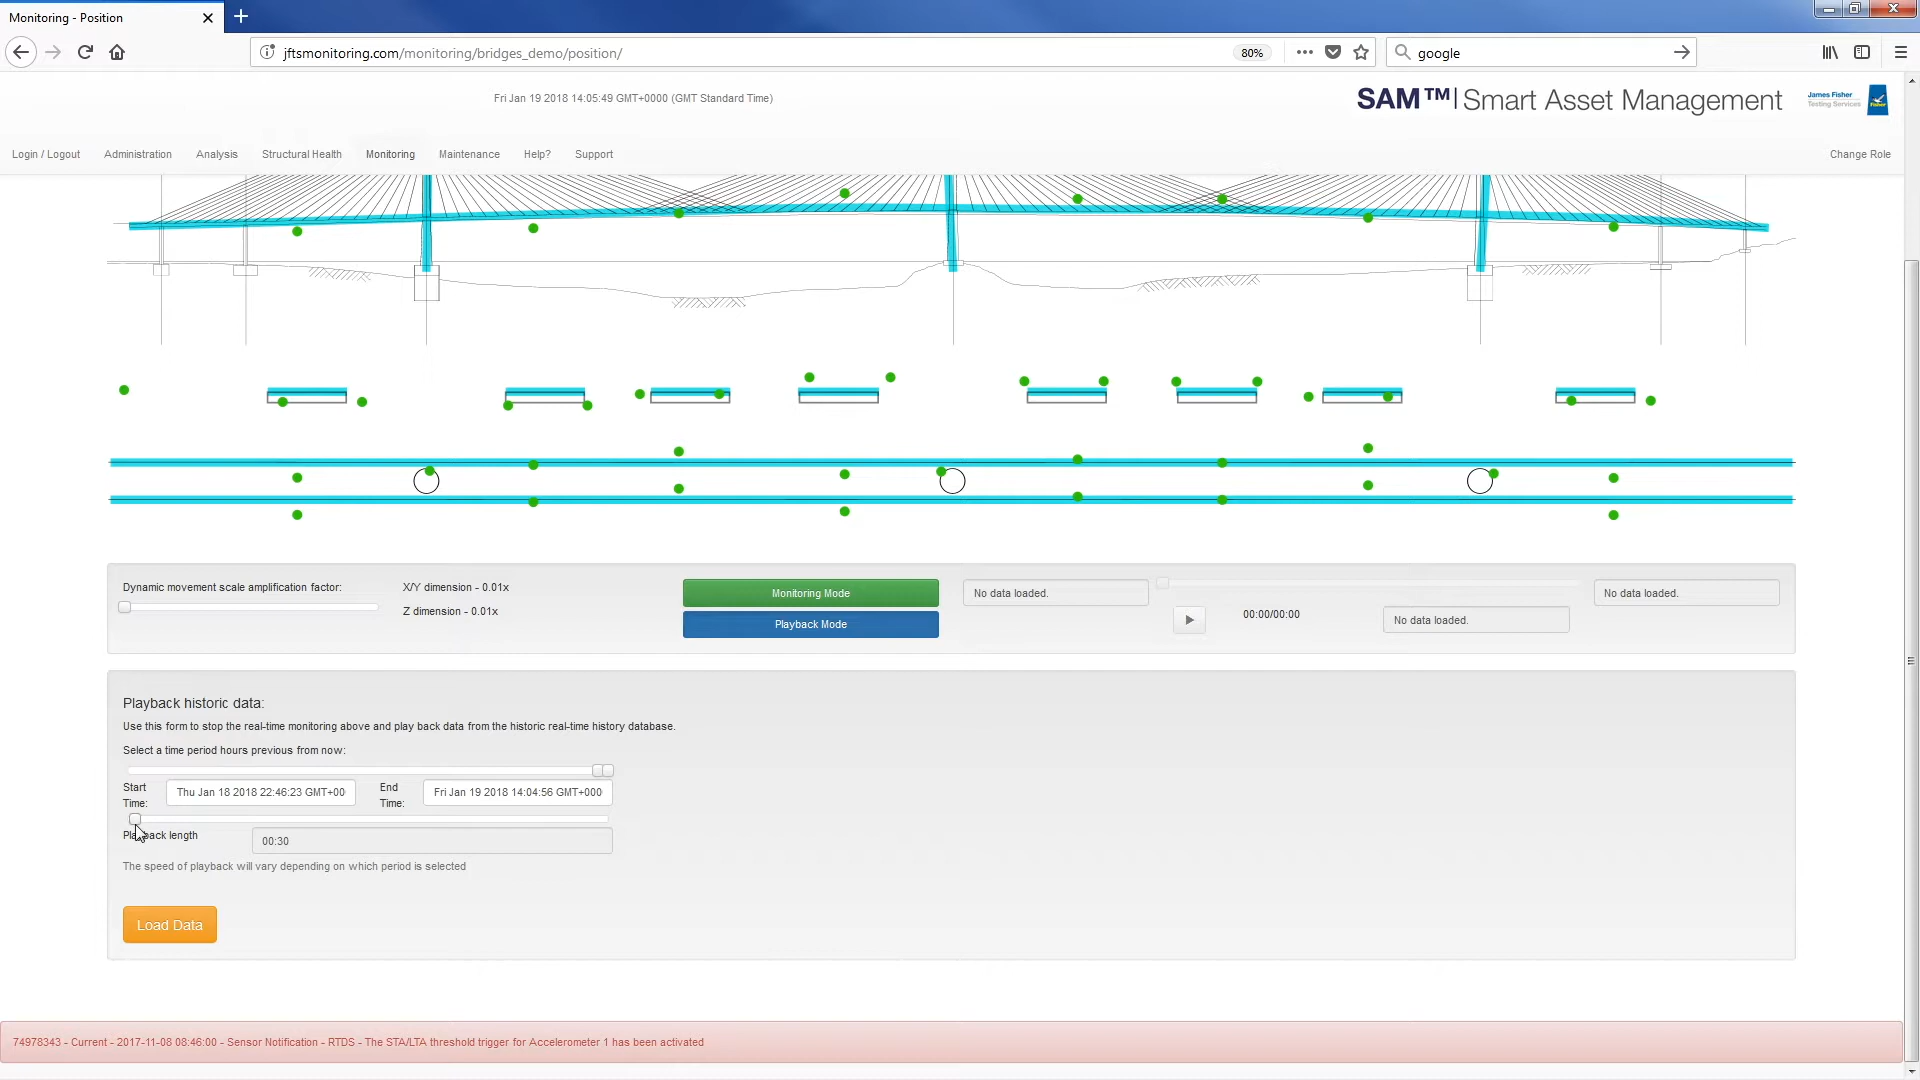 Monitoring - Position
jftsmonitoring.com/monitoring/bridges_demo/position/
80%
google
Fri Jan 19 2018 14:05:49 GMT+0000 (GMT Standard Time)
SAM™| Smart Asset Management
James Fisher
Testing Services
Login / Logout
Administration
Analysis
Structural Health
Monitoring
Maintenance
Help?
Support
Change Role
Dynamic movement scale amplification factor:
X/Y dimension - 0.01x
Z dimension - 0.01x
Monitoring Mode
Playback Mode
No data loaded.
00:00/00:00
No data loaded.
No data loaded.
Playback historic data:
Use this form to stop the real-time monitoring above and play back data from the historic real-time history database.
Select a time period hours previous from now:
Start
Time:
Thu Jan 18 2018 22:46:23 GMT+00
End
Time:
Fri Jan 19 2018 14:04:56 GMT+000
Playback length
00:30
The speed of playback will vary depending on which period is selected
Load Data
74978343 - Current - 2017-11-08 08:46:00 - Sensor Notification - RTDS - The STA/LTA threshold trigger for Accelerometer 1 has been activated